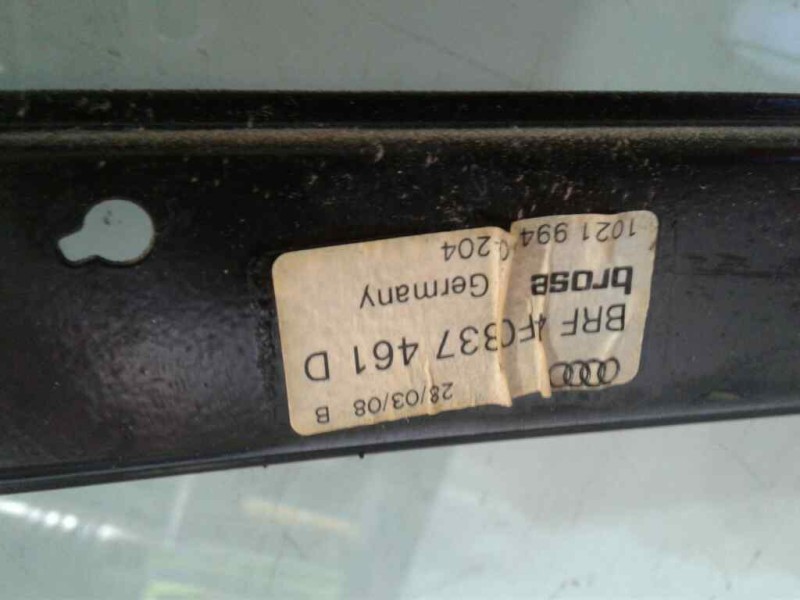 28/03/08 B
BRF 4F0337 461 D
brose Germany
1021 994 204